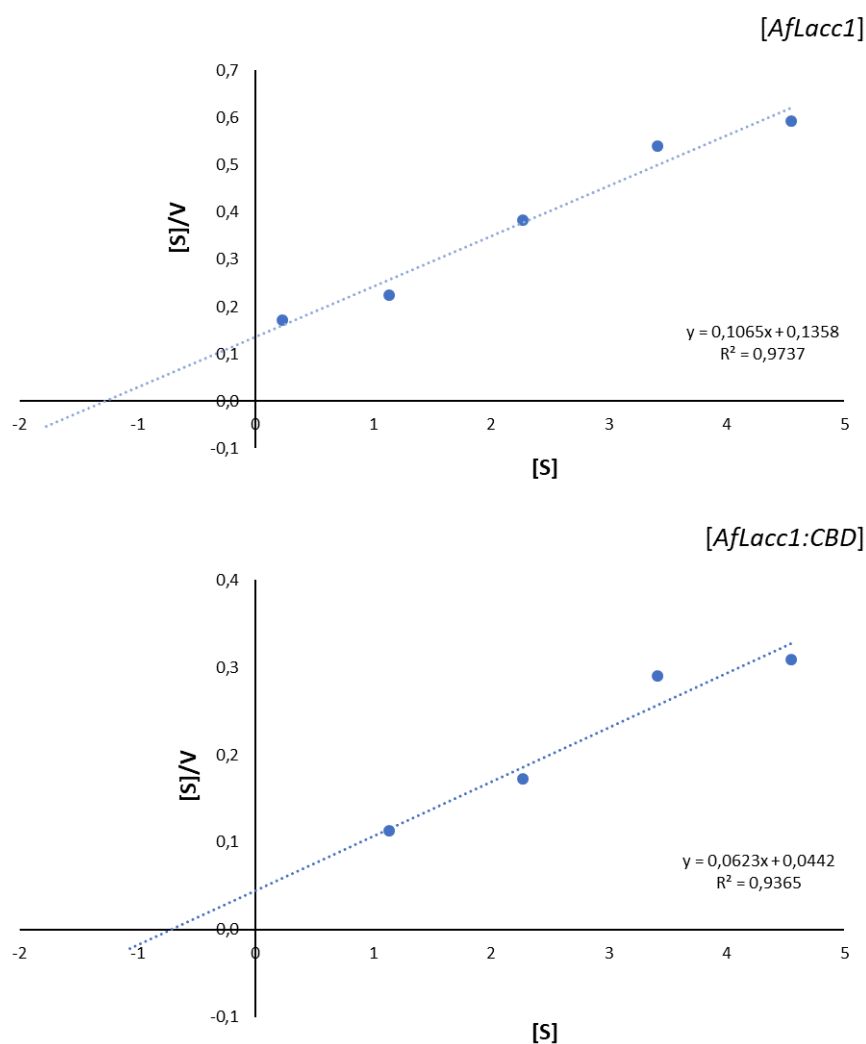 [AfLacc1]
0,7
0,6
0,5
0,4
0,3
0,2
0,1
0,0
-0,1
[S]/V
y = 0,1065x + 0,1358
R² = 0,9737
-2 -1 0 1 2 3 4 5
[S]
[AfLacc1:CBD]
0,4
0,3
0,2
0,1
0,0
-0,1
[S]/V
y = 0,0623x + 0,0442
R² = 0,9365
-2 -1 0 1 2 3 4 5
[S]